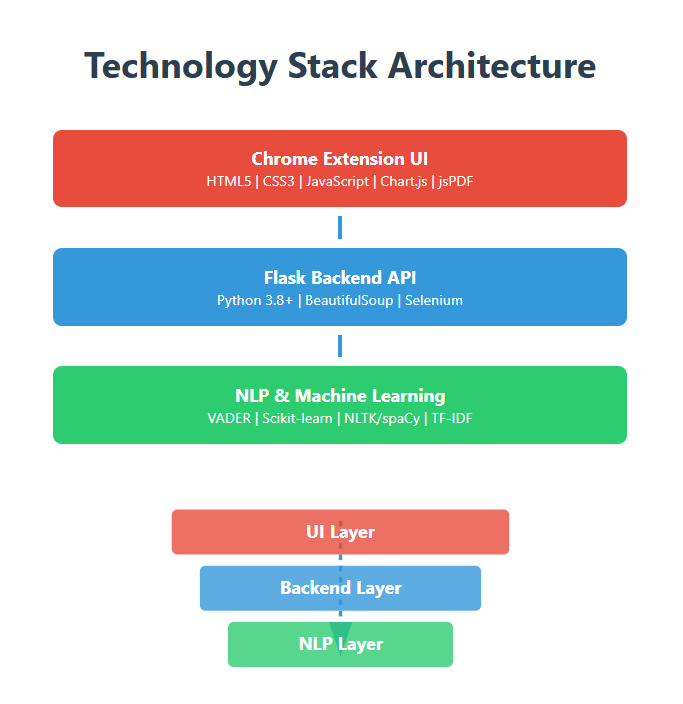 Technology Stack Architecture
Chrome Extension UI
HTML5 | CSS3 | JavaScript | Chart.js | jsPDF
Flask Backend API
Python 3.8+ | BeautifulSoup | Selenium
NLP & Machine Learning
VADER | Scikit-learn | NLTK/spaCy | TF-IDF
UI Layer
Backend Layer
NLP Layer